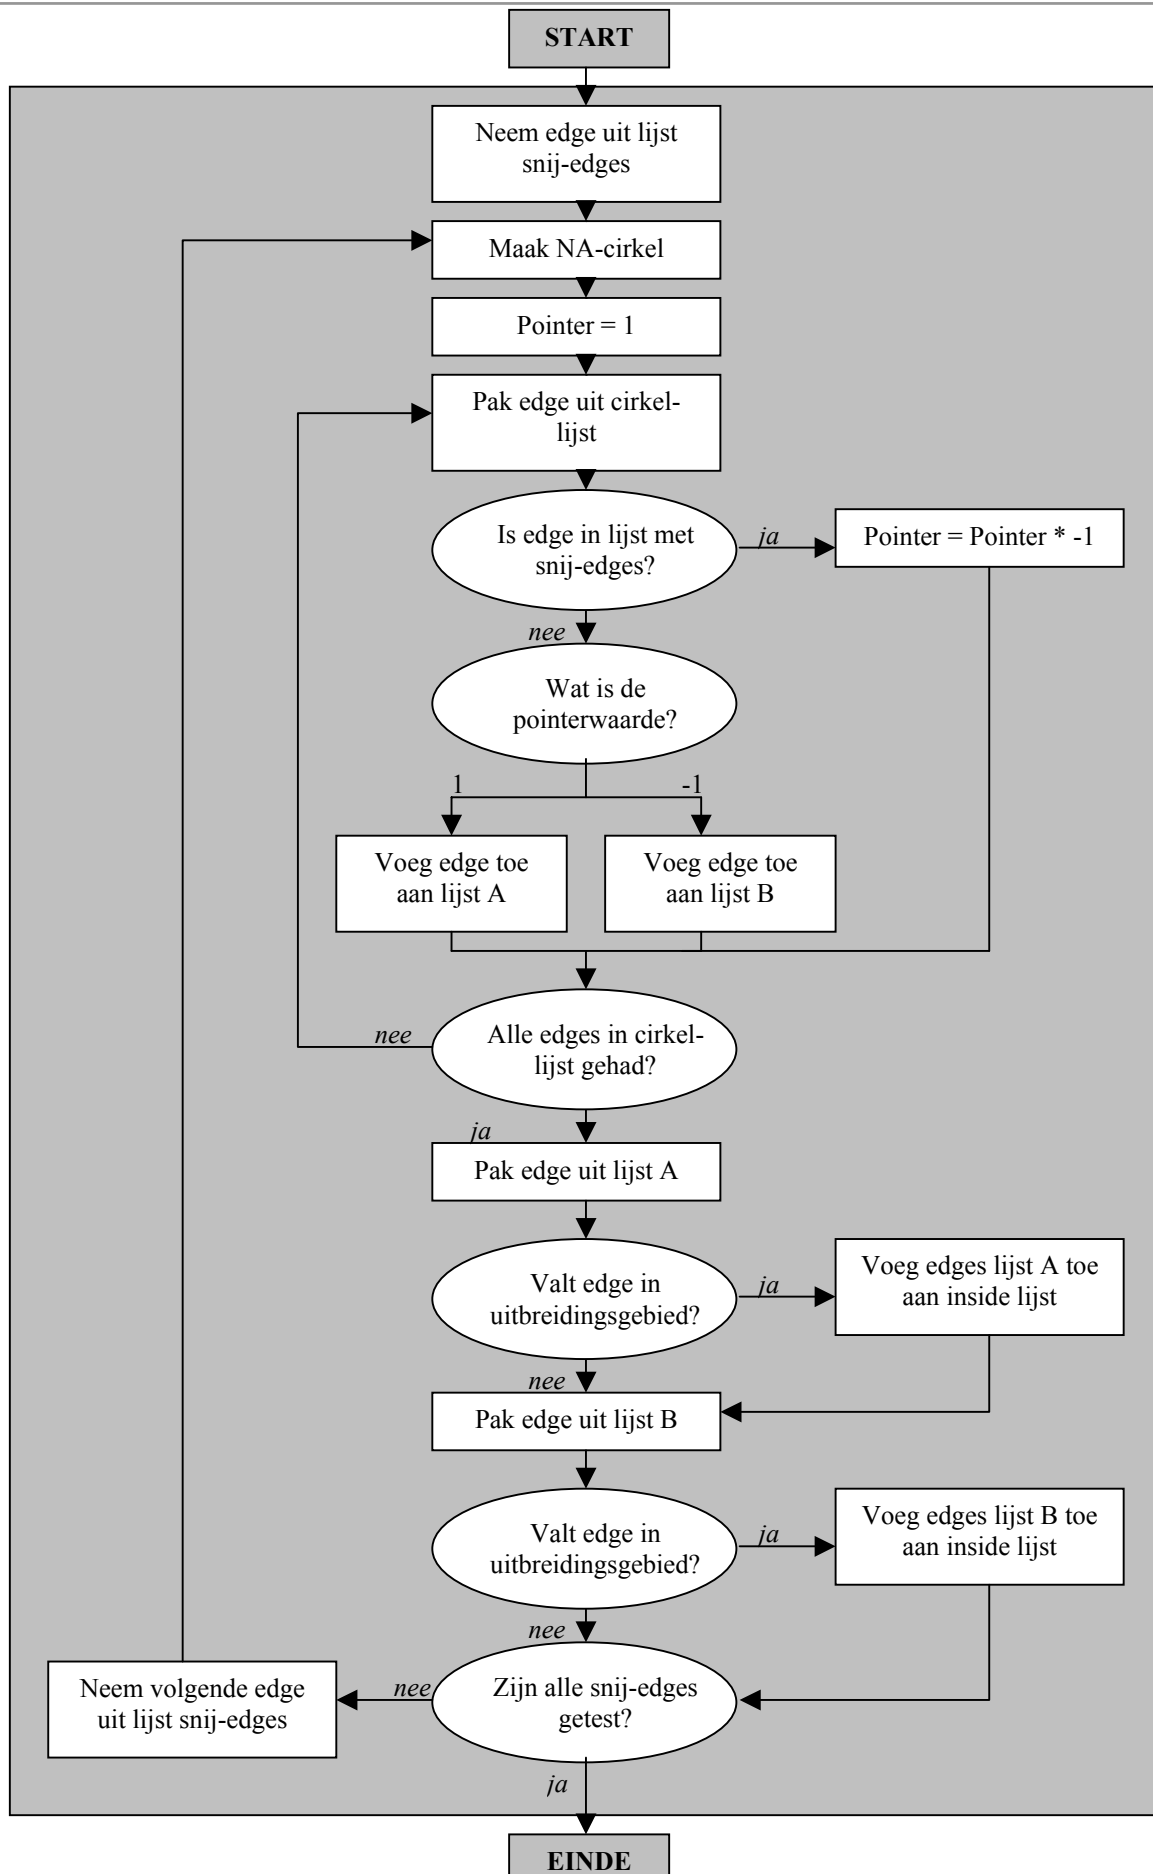 START
Neem edge uit lijst
snij-edges
Maak NA-cirkel
Pointer = 1
Pak edge uit cirkel-
lijst
Is edge in lijst met
snij-edges?
ja
Pointer = Pointer * -1
nee
Wat is de
pointerwaarde?
1
-1
Voeg edge toe
aan lijst A
Voeg edge toe
aan lijst B
Alle edges in cirkel-
lijst gehad?
nee
ja
Pak edge uit lijst A
Valt edge in
uitbreidingsgebied?
ja
Voeg edges lijst A toe
aan inside lijst
nee
Pak edge uit lijst B
Valt edge in
uitbreidingsgebied?
ja
Voeg edges lijst B toe
aan inside lijst
nee
Zijn alle snij-edges
getest?
nee
Neem volgende edge
uit lijst snij-edges
ja
EINDE